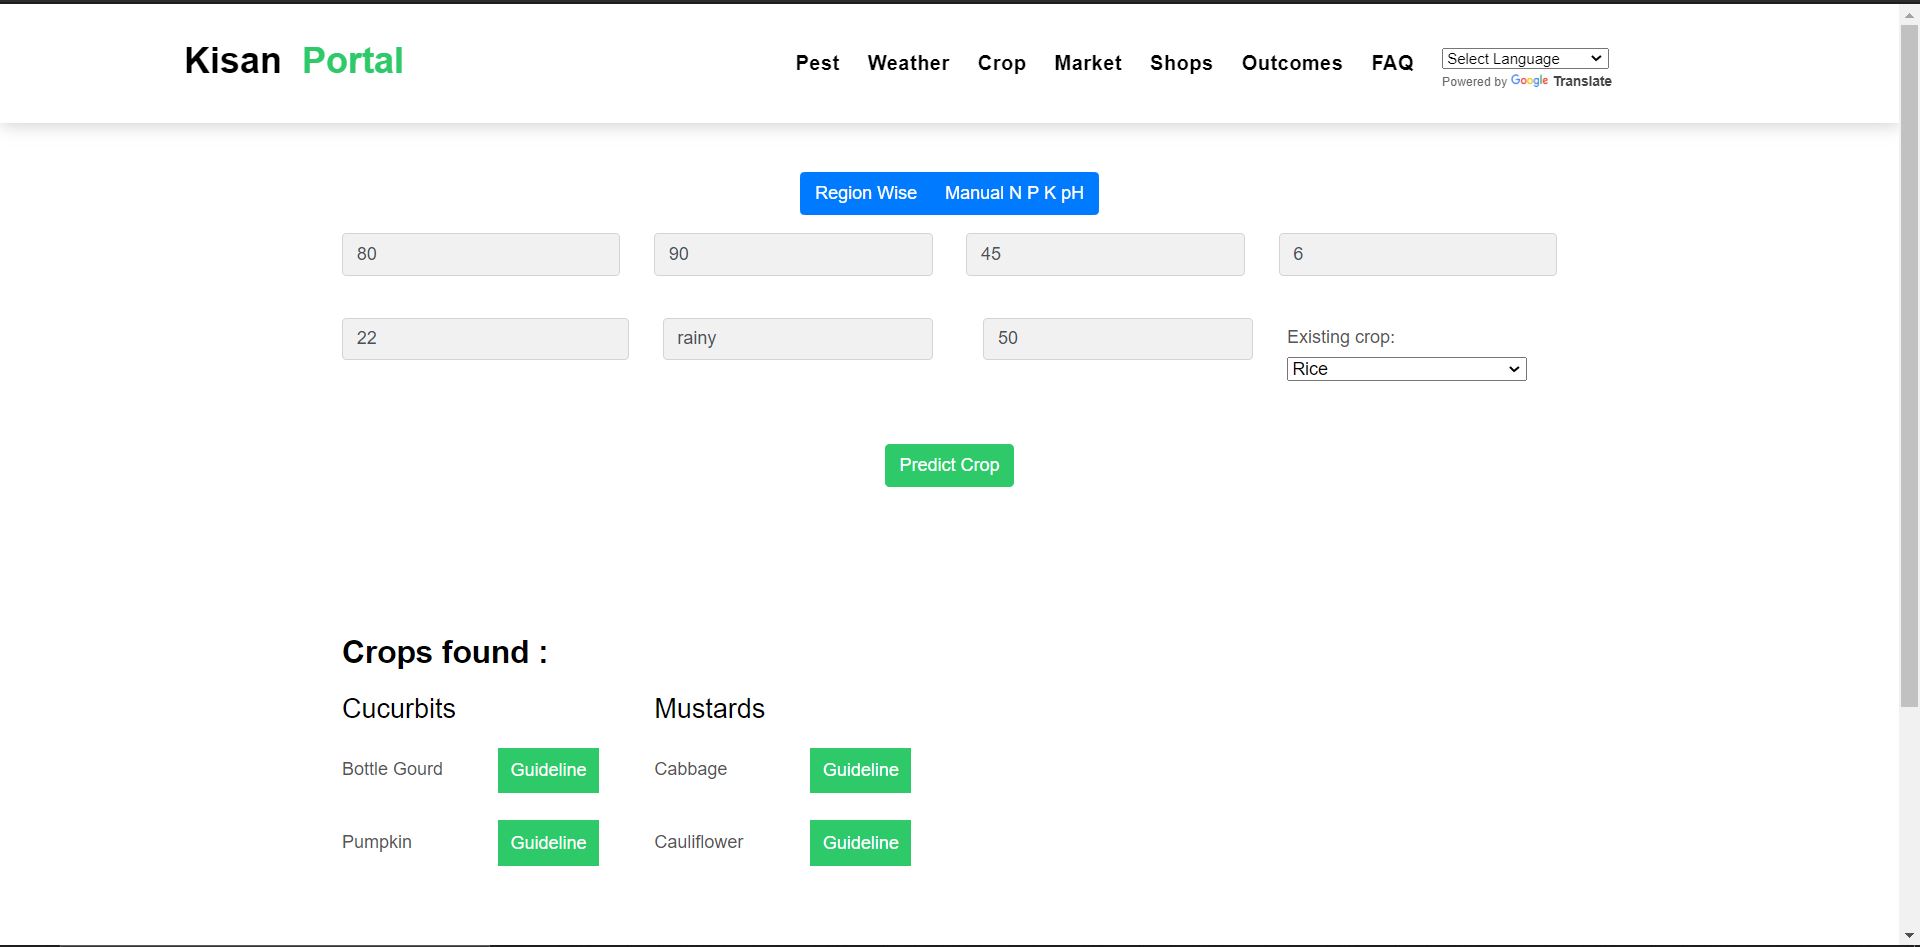 Kisan Portal
Pest Weather Crop Market Shops Outcomes FAQ Select Language
Powered by Google Translate
Region Wise Manual N P K pH
80 90 45 6
22 rainy 50 Existing crop:
Rice
Predict Crop
Crops found :
Cucurbits Mustards
Bottle Gourd Guideline Cabbage Guideline
Pumpkin Guideline Cauliflower Guideline